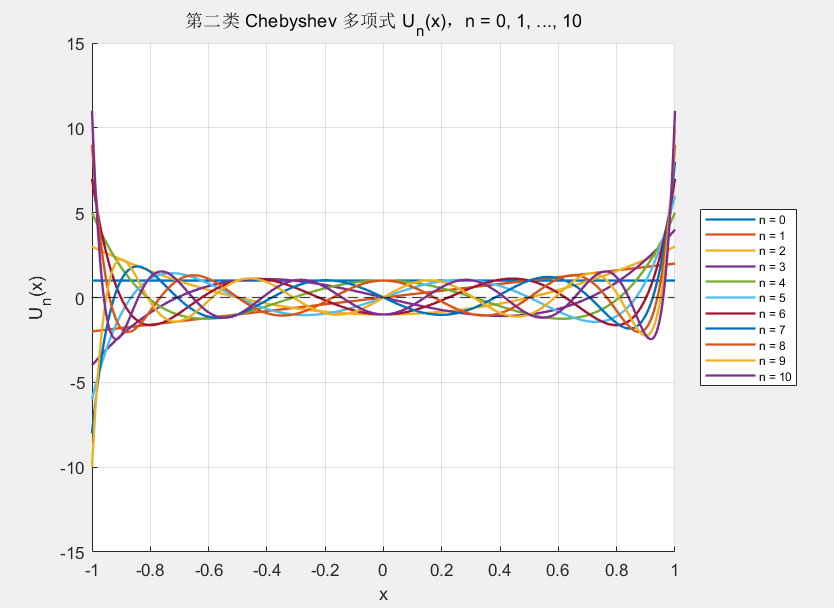 第二类 Chebyshev 多项式 Uₙ(x)，n = 0, 1, ..., 10
15
10
5
0
-5
-10
-15
Uₙ(x)
-1 -0.8 -0.6 -0.4 -0.2 0 0.2 0.4 0.6 0.8 1
x
n = 0
n = 1
n = 2
n = 3
n = 4
n = 5
n = 6
n = 7
n = 8
n = 9
n = 10